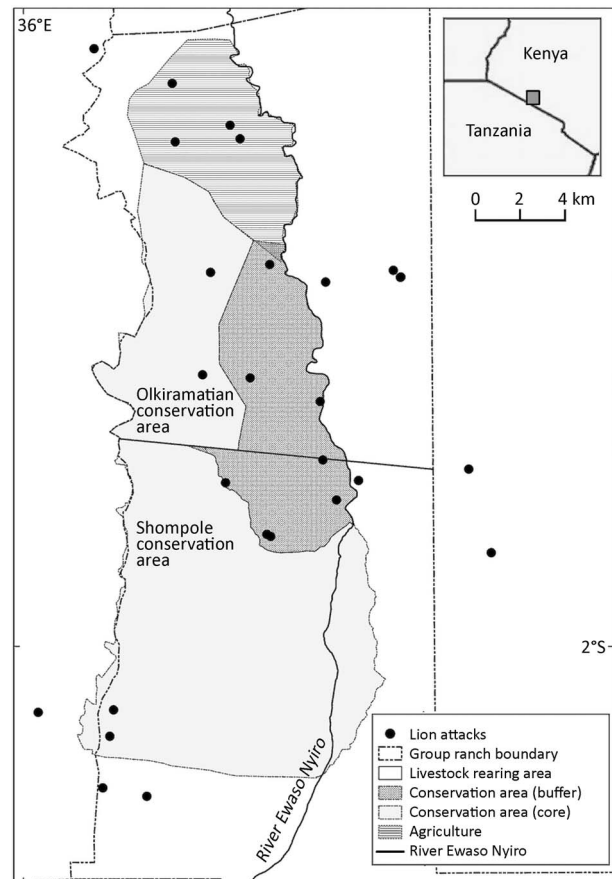 36°E
Kenya
Tanzania
0 2 4 km
Olkiramatian
conservation
area
Shompole
conservation
area
2°S
River Ewaso Nyiro
Lion attacks
Group ranch boundary
Livestock rearing area
Conservation area (buffer)
Conservation area (core)
Agriculture
River Ewaso Nyiro